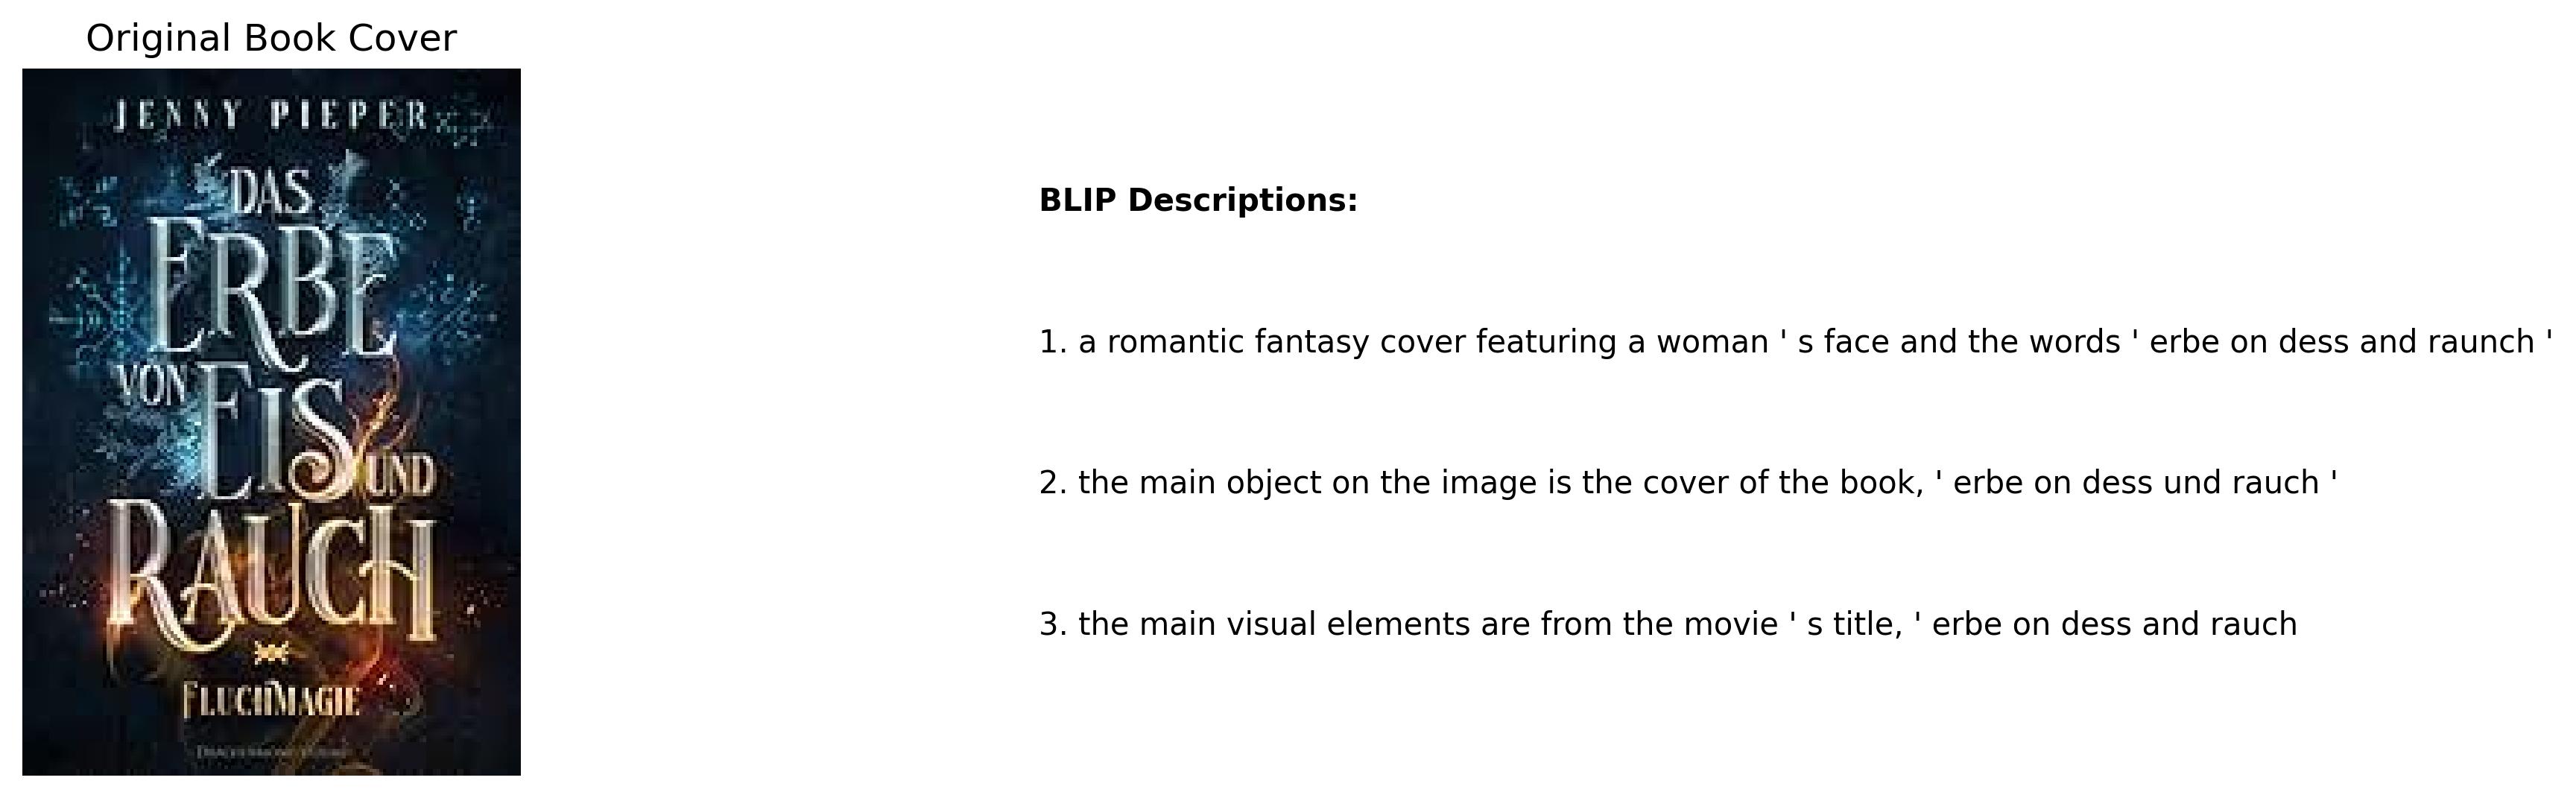 Original Book Cover
JENNY PIEPER
DAS
ERBE
VON EIS UND
RAUCH
FLUCHMAGIE
BLIP Descriptions:
1. a romantic fantasy cover featuring a woman ' s face and the words ' erbe on dess and raunch '
2. the main object on the image is the cover of the book, ' erbe on dess und rauch '
3. the main visual elements are from the movie ' s title, ' erbe on dess and rauch